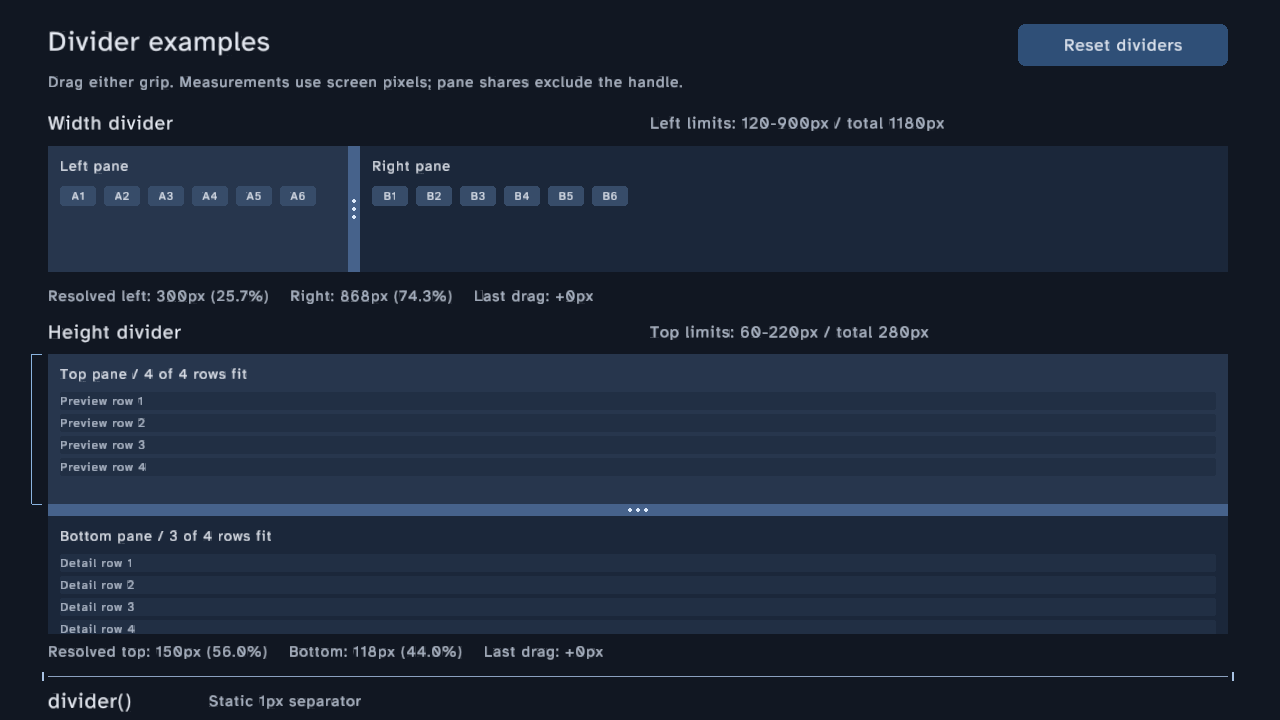 Divider examples
Reset dividers
Drag either grip. Measurements use screen pixels; pane shares exclude the handle.
Width divider
Left limits: 120-900px / total 1180px
Left pane
Right pane
A1 A2 A3 A4 A5 A6
B1 B2 B3 B4 B5 B6
Resolved left: 300px (25.7%) Right: 868px (74.3%) Last drag: +0px
Height divider
Top limits: 60-220px / total 280px
Top pane / 4 of 4 rows fit
Preview row 1
Preview row 2
Preview row 3
Preview row 4
Bottom pane / 3 of 4 rows fit
Detail row 1
Detail row 2
Detail row 3
Detail row 4
Resolved top: 150px (56.0%) Bottom: 118px (44.0%) Last drag: +0px
divider()
Static 1px separator